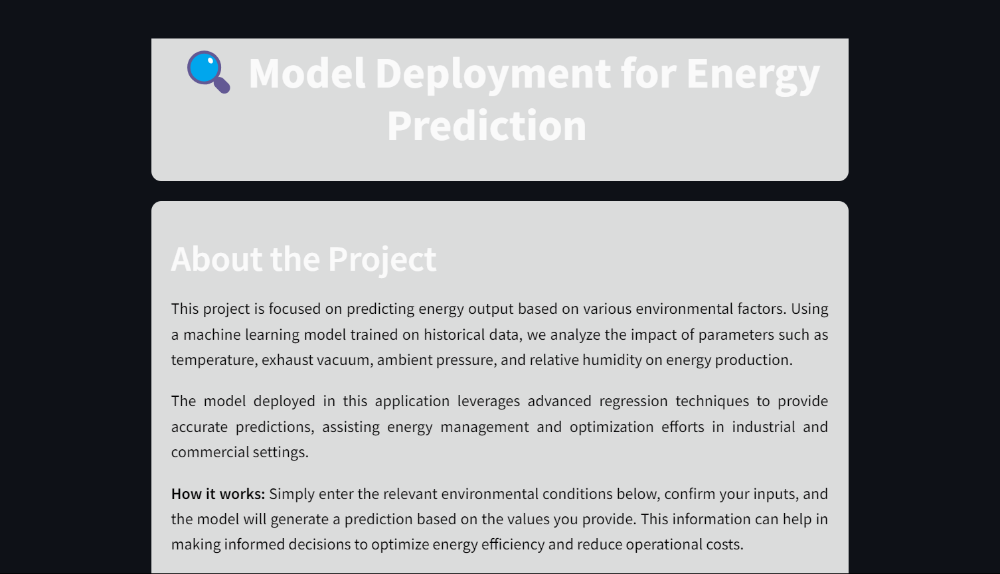 Model Deployment for Energy
Prediction
About the Project
This project is focused on predicting energy output based on various environmental factors. Using
a machine learning model trained on historical data, we analyze the impact of parameters such as
temperature, exhaust vacuum, ambient pressure, and relative humidity on energy production.
The model deployed in this application leverages advanced regression techniques to provide
accurate predictions, assisting energy management and optimization efforts in industrial and
commercial settings.
How it works: Simply enter the relevant environmental conditions below, confirm your inputs, and
the model will generate a prediction based on the values you provide. This information can help in
making informed decisions to optimize energy efficiency and reduce operational costs.